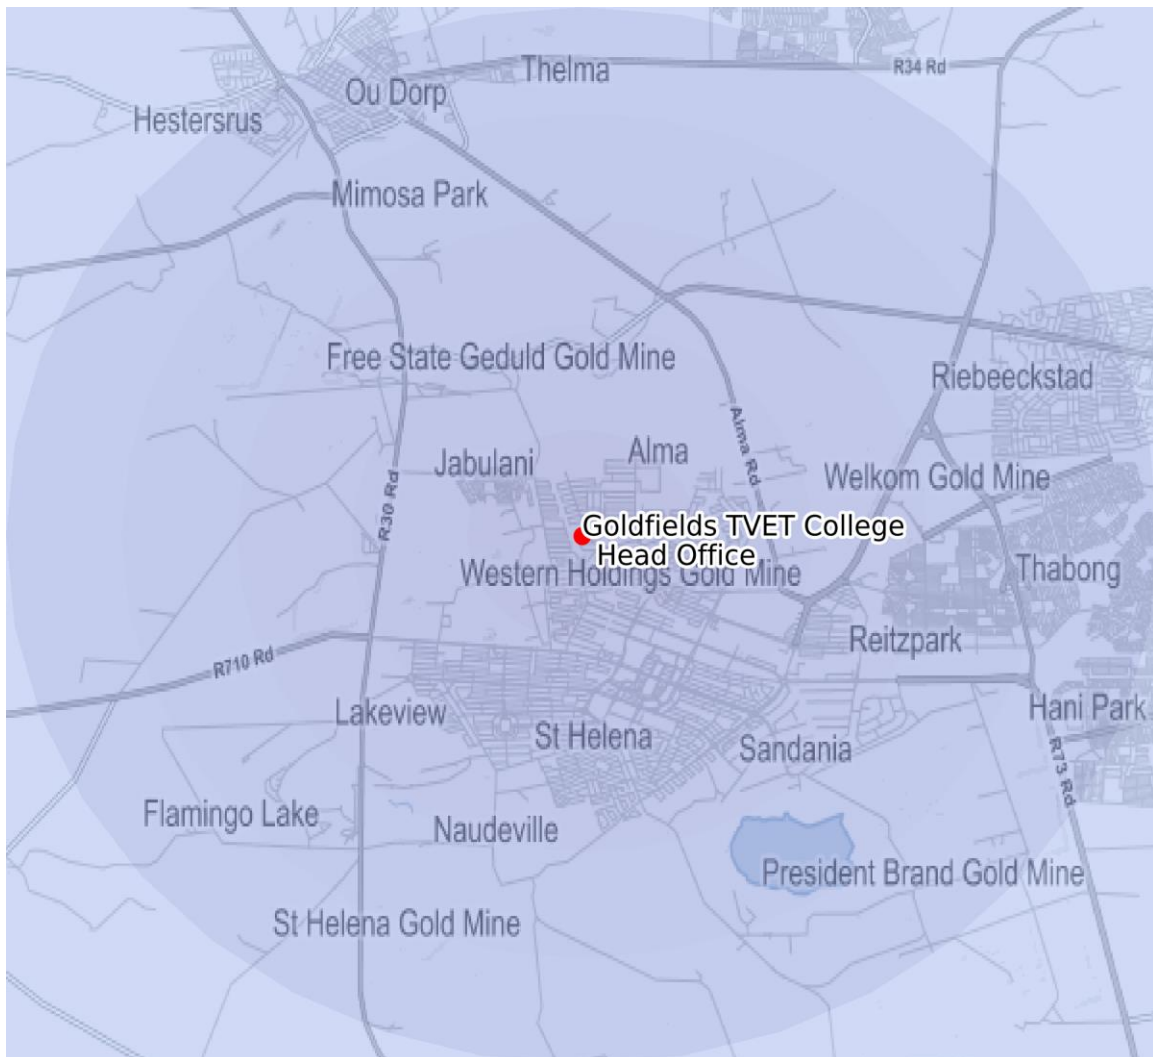 Thelma
R34 Rd
Ou Dorp
Hestersrus
Mimosa Park
Free State Geduld Gold Mine
Riebeeckstad
Alma Rd
Alma
Jabulani
Welkom Gold Mine
R30 Rd
Goldfields TVET College
Head Office
Western Holdings Gold Mine
Thabong
Reitzpark
R710 Rd
Lakeview
Hani Park
St Helena
Sandania
R73 Rd
Flamingo Lake
Naudeville
President Brand Gold Mine
St Helena Gold Mine